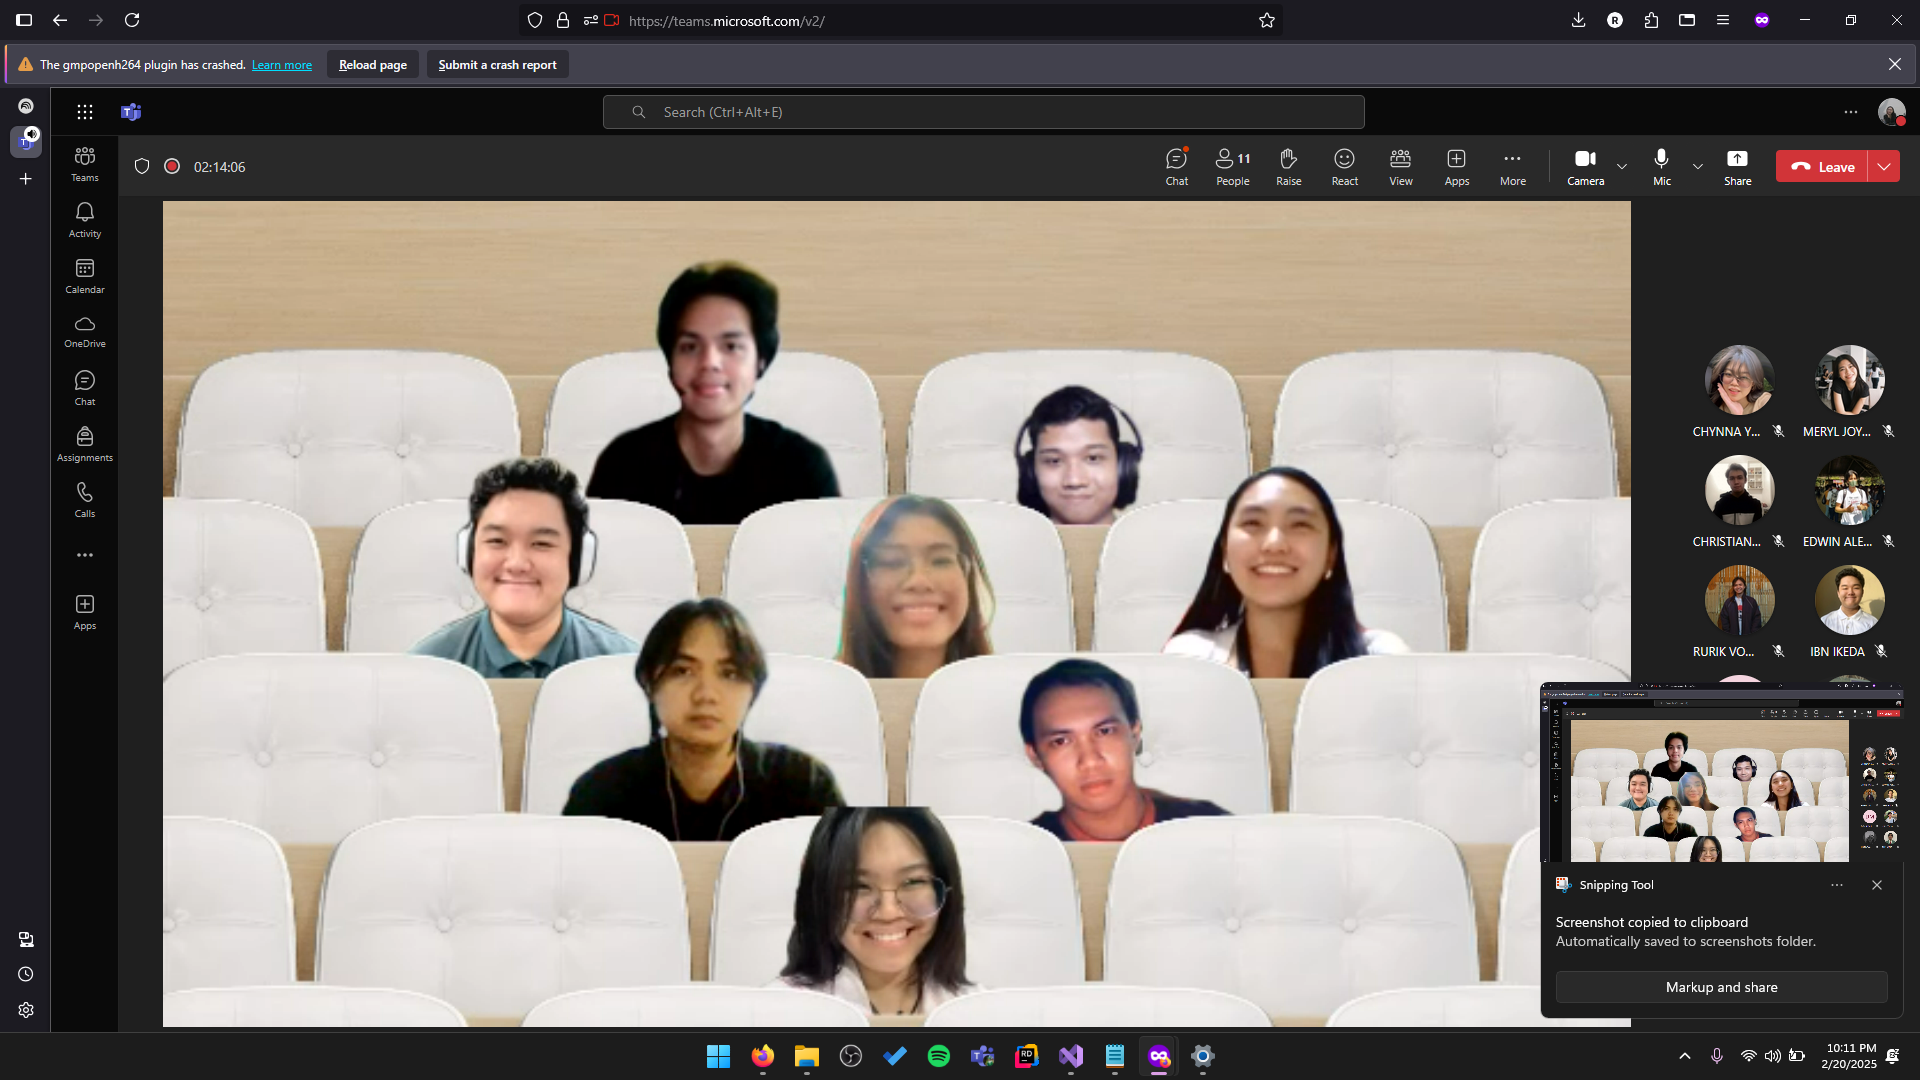 https://teams.microsoft.com/v2/
The gmpopenh264 plugin has crashed. Learn more Reload page Submit a crash report
Search (Ctrl+Alt+E)
02:14:06
11
Chat People Raise React View Apps More Camera Mic Share Leave
Teams
Activity
Calendar
OneDrive
Chat
Assignments
Calls
Apps
CHYNNA Y... MERYL JOY...
CHRISTIAN... EDWIN ALE...
RURIK VO... IBN IKEDA
Snipping Tool
Screenshot copied to clipboard
Automatically saved to screenshots folder.
Markup and share
10:11 PM
2/20/2025